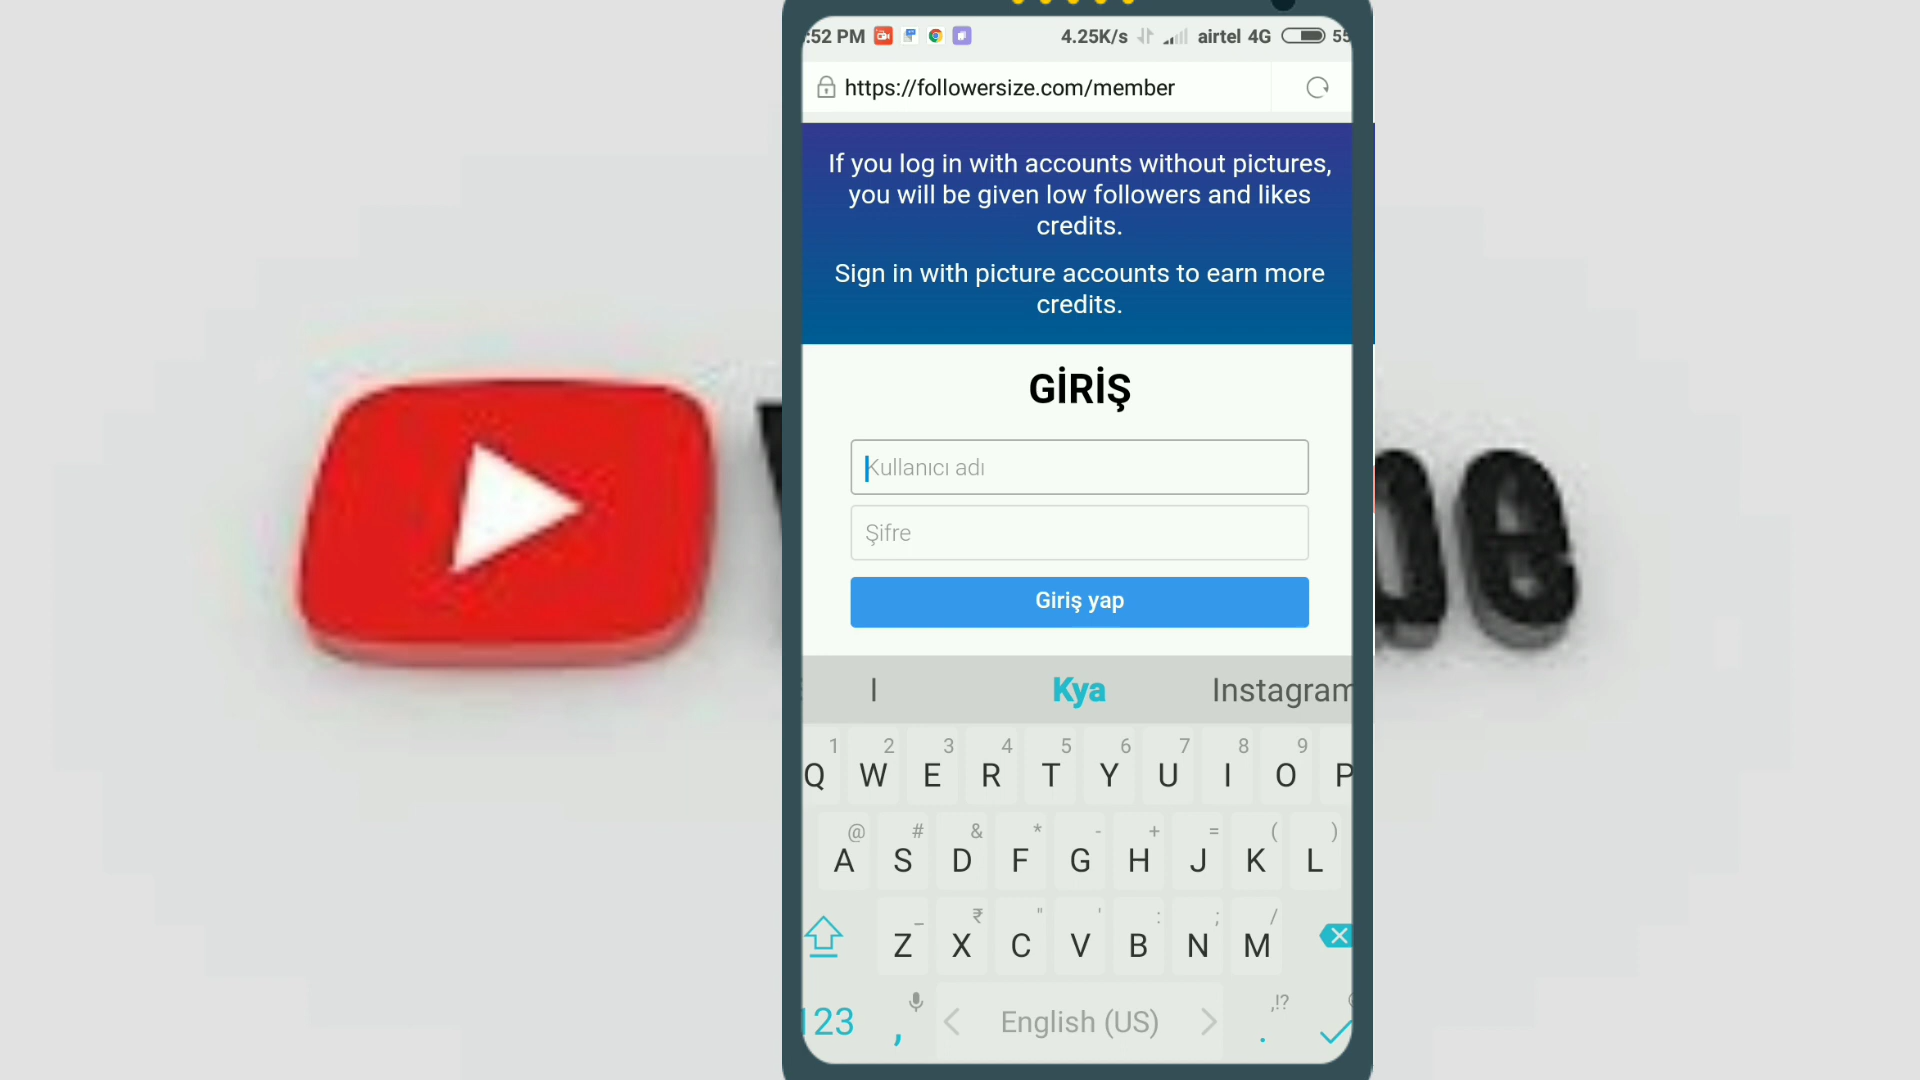 :52 PM 4.25K/s airtel 4G 55
https://followersize.com/member
If you log in with accounts without pictures,
you will be given low followers and likes
credits.
Sign in with picture accounts to earn more
credits.
GİRİŞ
Kullanıcı adı
Şifre
Giriş yap
I Kya Instagram
1 2 3 4 5 6 7 8 9
Q W E R T Y U I O P
@ # & * - + = ( )
A S D F G H J K L
_ ₹ " ' : ; /
Z X C V B N M
,!?
123 , < English (US) > .